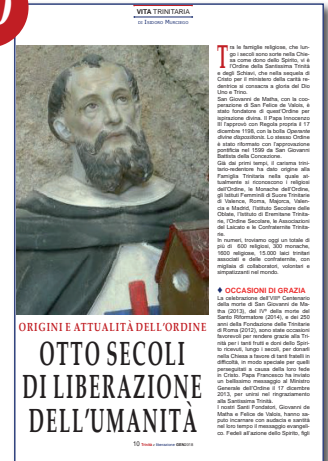 VITA TRINITARIA
DI ISIDORO MURCIEGO
Tra le famiglie religiose, che lun-
go i secoli sono sorte nella Chie-
sa come dono dello Spirito, vi è
l'Ordine della Santissima Trinità
e degli Schiavi, che nella sequela di
Cristo per il ministero della carità re-
dentrice si consacra a gloria del Dio
Uno e Trino.
San Giovanni de Matha, con la coo-
perazione di San Felice de Valois, è
stato fondatore di quest'Ordine per
ispirazione divina. Il Papa Innocenzo
III l'approvò con Regola propria il 17
dicembre 1198, con la bolla Operante
divine dispositionis. Lo stesso Ordine
è stato riformato con l'approvazione
pontificia nel 1599 da San Giovanni
Battista della Concezione.
Già dai primi tempi, il carisma trini-
tario-redentore ha dato origine alla
Famiglia Trinitaria nella quale at-
tualmente si riconoscono i religiosi
dell'Ordine, le Monache dell'Ordine,
gli Istituti Femminili di Suore Trinitarie
di Valence, Roma, Majorca, Valen-
cia e Madrid, l'Istituto Secolare delle
Oblate, l'Istituto di Eremitane Trinita-
rie, l'Ordine Secolare, le Associazioni
del Laicato e le Confraternite Trinita-
rie.
In numeri, troviamo oggi un totale di
più di 600 religiosi, 300 monache,
1600 religiose, 15.000 laici trinitari
associati e delle confraternite, con
migliaia di collaboratori, volontari e
simpatizzanti nel mondo.
♦ OCCASIONI DI GRAZIA
La celebrazione dell'VIII° Centenario
della morte di San Giovanni de Ma-
tha (2013), del IV° della morte del
Santo Riformatore (2014), e dei 250
anni della Fondazione delle Trinitarie
di Roma (2012), sono state occasioni
favorevoli per rendere grazie alla Tri-
nità per i tanti frutti e doni dello Spiri-
to ricevuti, lungo i secoli, per donarli
nella Chiesa a favore di tanti fratelli in
difficoltà, in modo speciale per quelli
perseguitati a causa della loro fede
in Cristo. Papa Francesco ha inviato
un bellissimo messaggio al Ministro
Generale dell'Ordine il 17 dicembre
2013, per unirsi nel ringraziamento
alla Santissima Trinità.
I nostri Santi Fondatori, Giovanni de
Matha e Felice de Valois, hanno sa-
puto incarnare con audacia e santità
nel loro tempo il messaggio evangeli-
co. Fedeli all'azione dello Spirito, figli
ORIGINI E ATTUALITÀ DELL'ORDINE
OTTO SECOLI
DI LIBERAZIONE
DELL'UMANITÀ
10 Trinità e liberazione GEN/2015